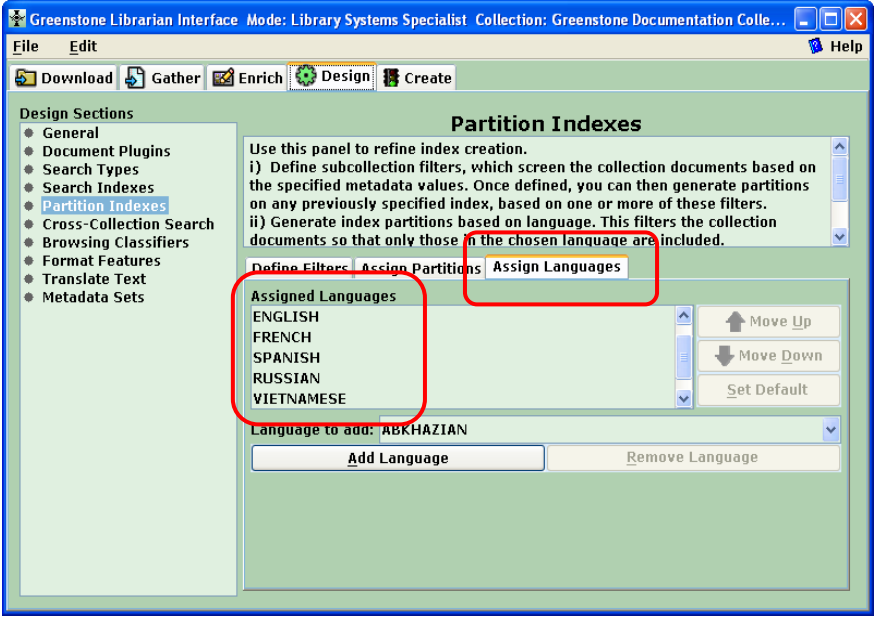 Greenstone Librarian Interface Mode: Library Systems Specialist Collection: Greenstone Documentation Colle...
File Edit Help
Download Gather Enrich Design Create
Design Sections
General
Document Plugins
Search Types
Search Indexes
Partition Indexes
Cross-Collection Search
Browsing Classifiers
Format Features
Translate Text
Metadata Sets
Partition Indexes
Use this panel to refine index creation.
i) Define subcollection filters, which screen the collection documents based on
the specified metadata values. Once defined, you can then generate partitions
on any previously specified index, based on one or more of these filters.
ii) Generate index partitions based on language. This filters the collection
documents so that only those in the chosen language are included.
Define Filters Assign Partitions Assign Languages
Assigned Languages
ENGLISH
FRENCH
SPANISH
RUSSIAN
VIETNAMESE
Move Up
Move Down
Set Default
Language to add: ABKHAZIAN
Add Language Remove Language